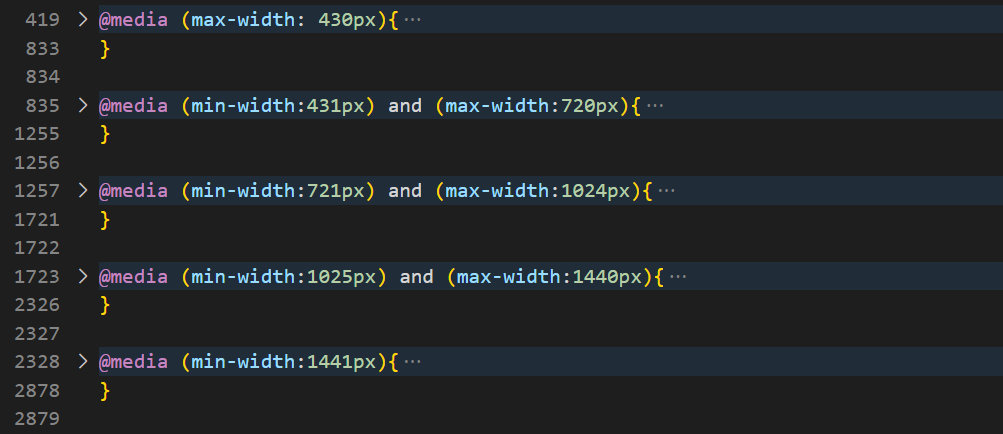 419 > @media (max-width: 430px){ ···
833 }
834
835 > @media (min-width:431px) and (max-width:720px){ ···
1255 }
1256
1257 > @media (min-width:721px) and (max-width:1024px){ ···
1721 }
1722
1723 > @media (min-width:1025px) and (max-width:1440px){ ···
2326 }
2327
2328 > @media (min-width:1441px){ ···
2878 }
2879